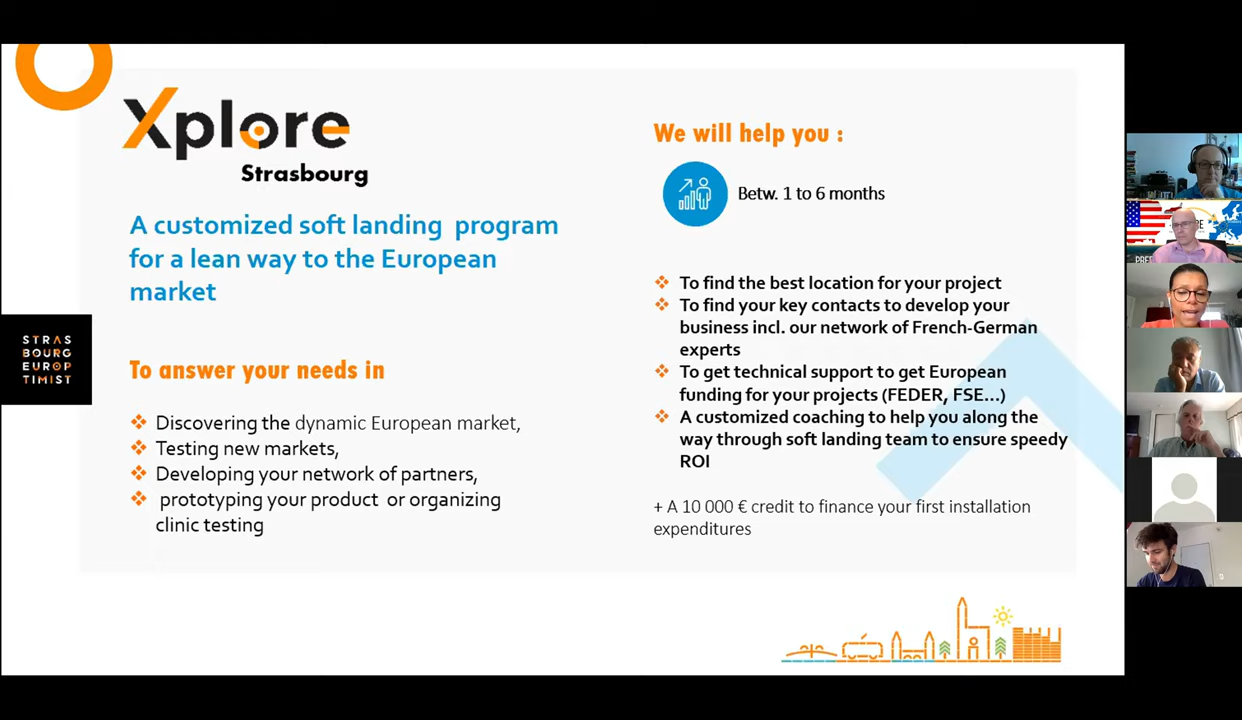 Xplore
Strasbourg
A customized soft landing program
for a lean way to the European
market
STRAS
BOURG
EUROP
TIMIST
To answer your needs in
❖ Discovering the dynamic European market,
❖ Testing new markets,
❖ Developing your network of partners,
❖ prototyping your product or organizing
clinic testing
We will help you :
Betw. 1 to 6 months
❖ To find the best location for your project
❖ To find your key contacts to develop your
business incl. our network of French-German
experts
❖ To get technical support to get European
funding for your projects (FEDER, FSE...)
❖ A customized coaching to help you along the
way through soft landing team to ensure speedy
ROI
+ A 10 000 € credit to finance your first installation
expenditures